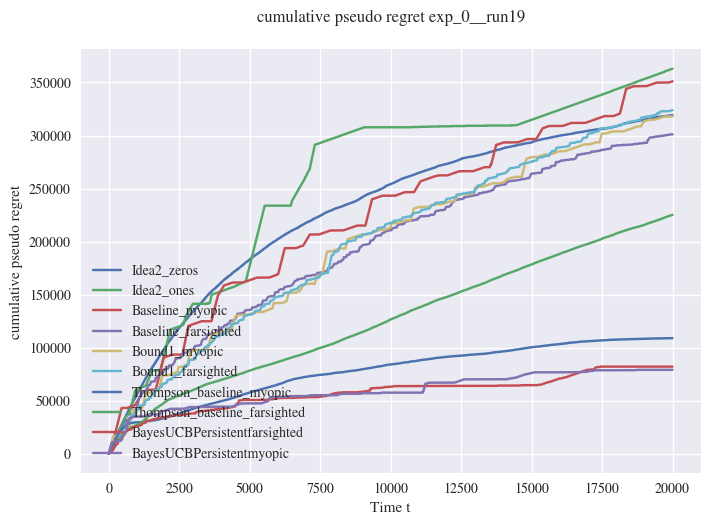 cumulative pseudo regret exp_0__run19
cumulative pseudo regret
350000
300000
250000
200000
150000
100000
50000
0
Idea2_zeros
Idea2_ones
Baseline_myopic
Baseline_farsighted
Bound1_myopic
Bound1_farsighted
Thompson_baseline_myopic
Thompson_baseline_farsighted
BayesUCBPersistentfarsighted
BayesUCBPersistentmyopic
0 2500 5000 7500 10000 12500 15000 17500 20000
Time t